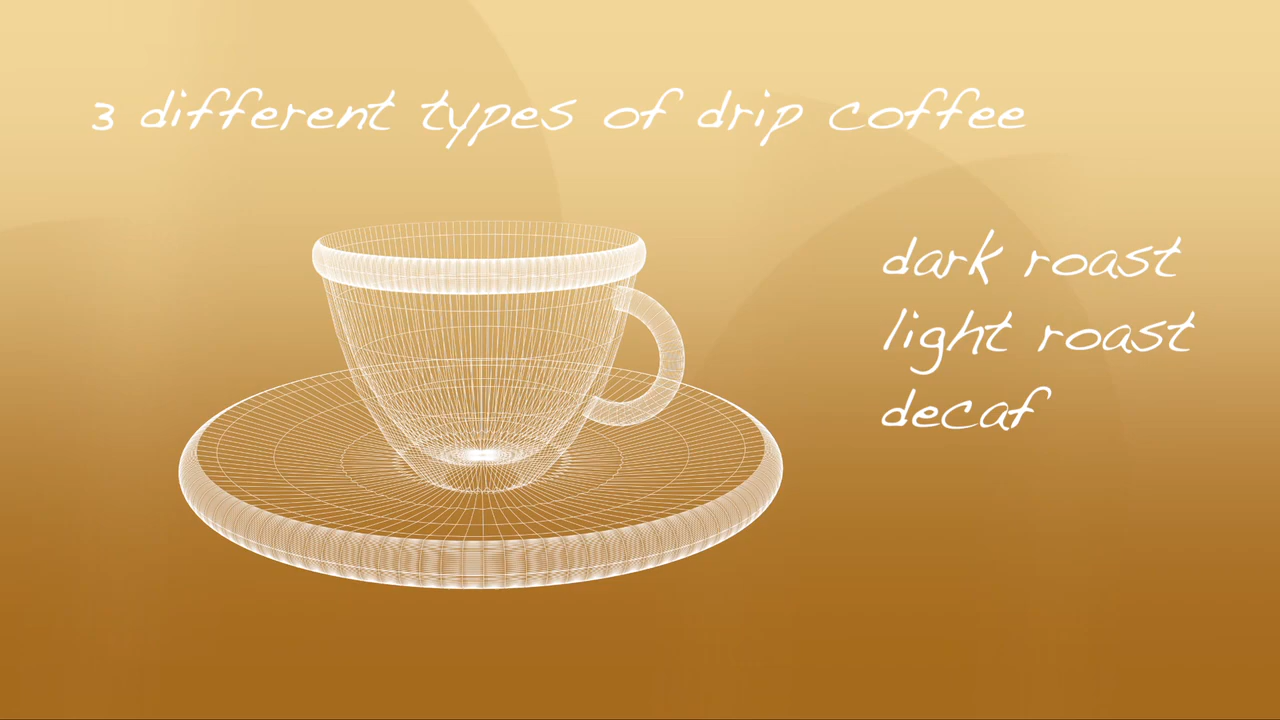 3 different types of drip coffee
dark roast
light roast
decaf